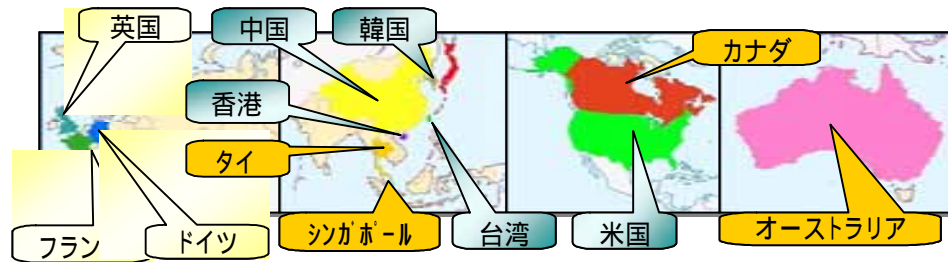 英国
中国
韓国
カナダ
香港
タイ
フラン
ドイツ
シンガポール
台湾
米国
オーストラリア